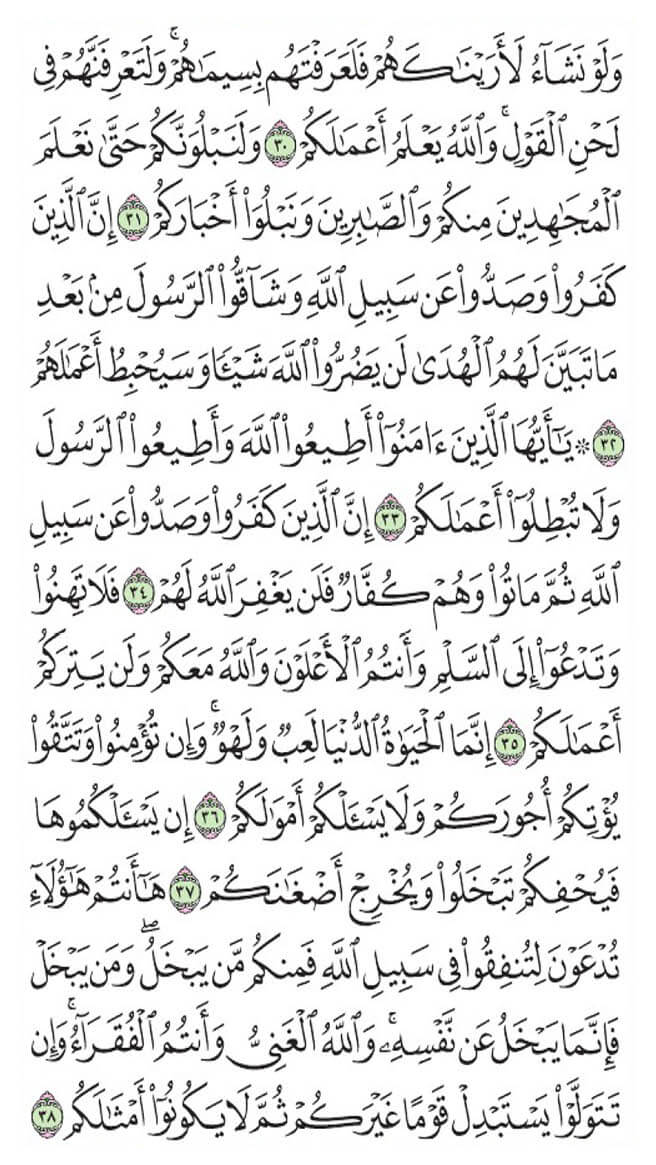 وَلَوْ نَشَآءُ لَأَرَيْنَٰكَهُمْ فَلَعَرَفْتَهُم بِسِيمَٰهُمْ ۚ وَلَتَعْرِفَنَّهُمْ فِى
لَحْنِ ٱلْقَوْلِ ۚ وَٱللَّهُ يَعْلَمُ أَعْمَٰلَكُمْ ٣٠ وَلَنَبْلُوَنَّكُمْ حَتَّىٰ نَعْلَمَ
ٱلْمُجَٰهِدِينَ مِنكُمْ وَٱلصَّٰبِرِينَ وَنَبْلُوَا۟ أَخْبَارَكُمْ ٣١ إِنَّ ٱلَّذِينَ
كَفَرُوا۟ وَصَدُّوا۟ عَن سَبِيلِ ٱللَّهِ وَشَآقُّوا۟ ٱلرَّسُولَ مِنۢ بَعْدِ
مَا تَبَيَّنَ لَهُمُ ٱلْهُدَىٰ لَن يَضُرُّوا۟ ٱللَّهَ شَيْـًٔا وَسَيُحْبِطُ أَعْمَٰلَهُمْ
٣٢ ۞ يَٰٓأَيُّهَا ٱلَّذِينَ ءَامَنُوٓا۟ أَطِيعُوا۟ ٱللَّهَ وَأَطِيعُوا۟ ٱلرَّسُولَ
وَلَا تُبْطِلُوٓا۟ أَعْمَٰلَكُمْ ٣٣ إِنَّ ٱلَّذِينَ كَفَرُوا۟ وَصَدُّوا۟ عَن سَبِيلِ
ٱللَّهِ ثُمَّ مَاتُوا۟ وَهُمْ كُفَّارٌ فَلَن يَغْفِرَ ٱللَّهُ لَهُمْ ٣٤ فَلَا تَهِنُوا۟
وَتَدْعُوٓا۟ إِلَى ٱلسَّلْمِ وَأَنتُمُ ٱلْأَعْلَوْنَ وَٱللَّهُ مَعَكُمْ وَلَن يَتِرَكُمْ
أَعْمَٰلَكُمْ ٣٥ إِنَّمَا ٱلْحَيَوٰةُ ٱلدُّنْيَا لَعِبٌ وَلَهْوٌ ۚ وَإِن تُؤْمِنُوا۟ وَتَتَّقُوا۟
يُؤْتِكُمْ أُجُورَكُمْ وَلَا يَسْـَٔلْكُمْ أَمْوَٰلَكُمْ ٣٦ إِن يَسْـَٔلْكُمُوهَا
فَيُحْفِكُمْ تَبْخَلُوا۟ وَيُخْرِجْ أَضْغَٰنَكُمْ ٣٧ هَٰٓأَنتُمْ هَٰٓؤُلَآءِ
تُدْعَوْنَ لِتُنفِقُوا۟ فِى سَبِيلِ ٱللَّهِ فَمِنكُم مَّن يَبْخَلُ ۖ وَمَن يَبْخَلْ
فَإِنَّمَا يَبْخَلُ عَن نَّفْسِهِۦ ۚ وَٱللَّهُ ٱلْغَنِىُّ وَأَنتُمُ ٱلْفُقَرَآءُ ۚ وَإِن
تَتَوَلَّوْا۟ يَسْتَبْدِلْ قَوْمًا غَيْرَكُمْ ثُمَّ لَا يَكُونُوٓا۟ أَمْثَٰلَكُم ٣٨